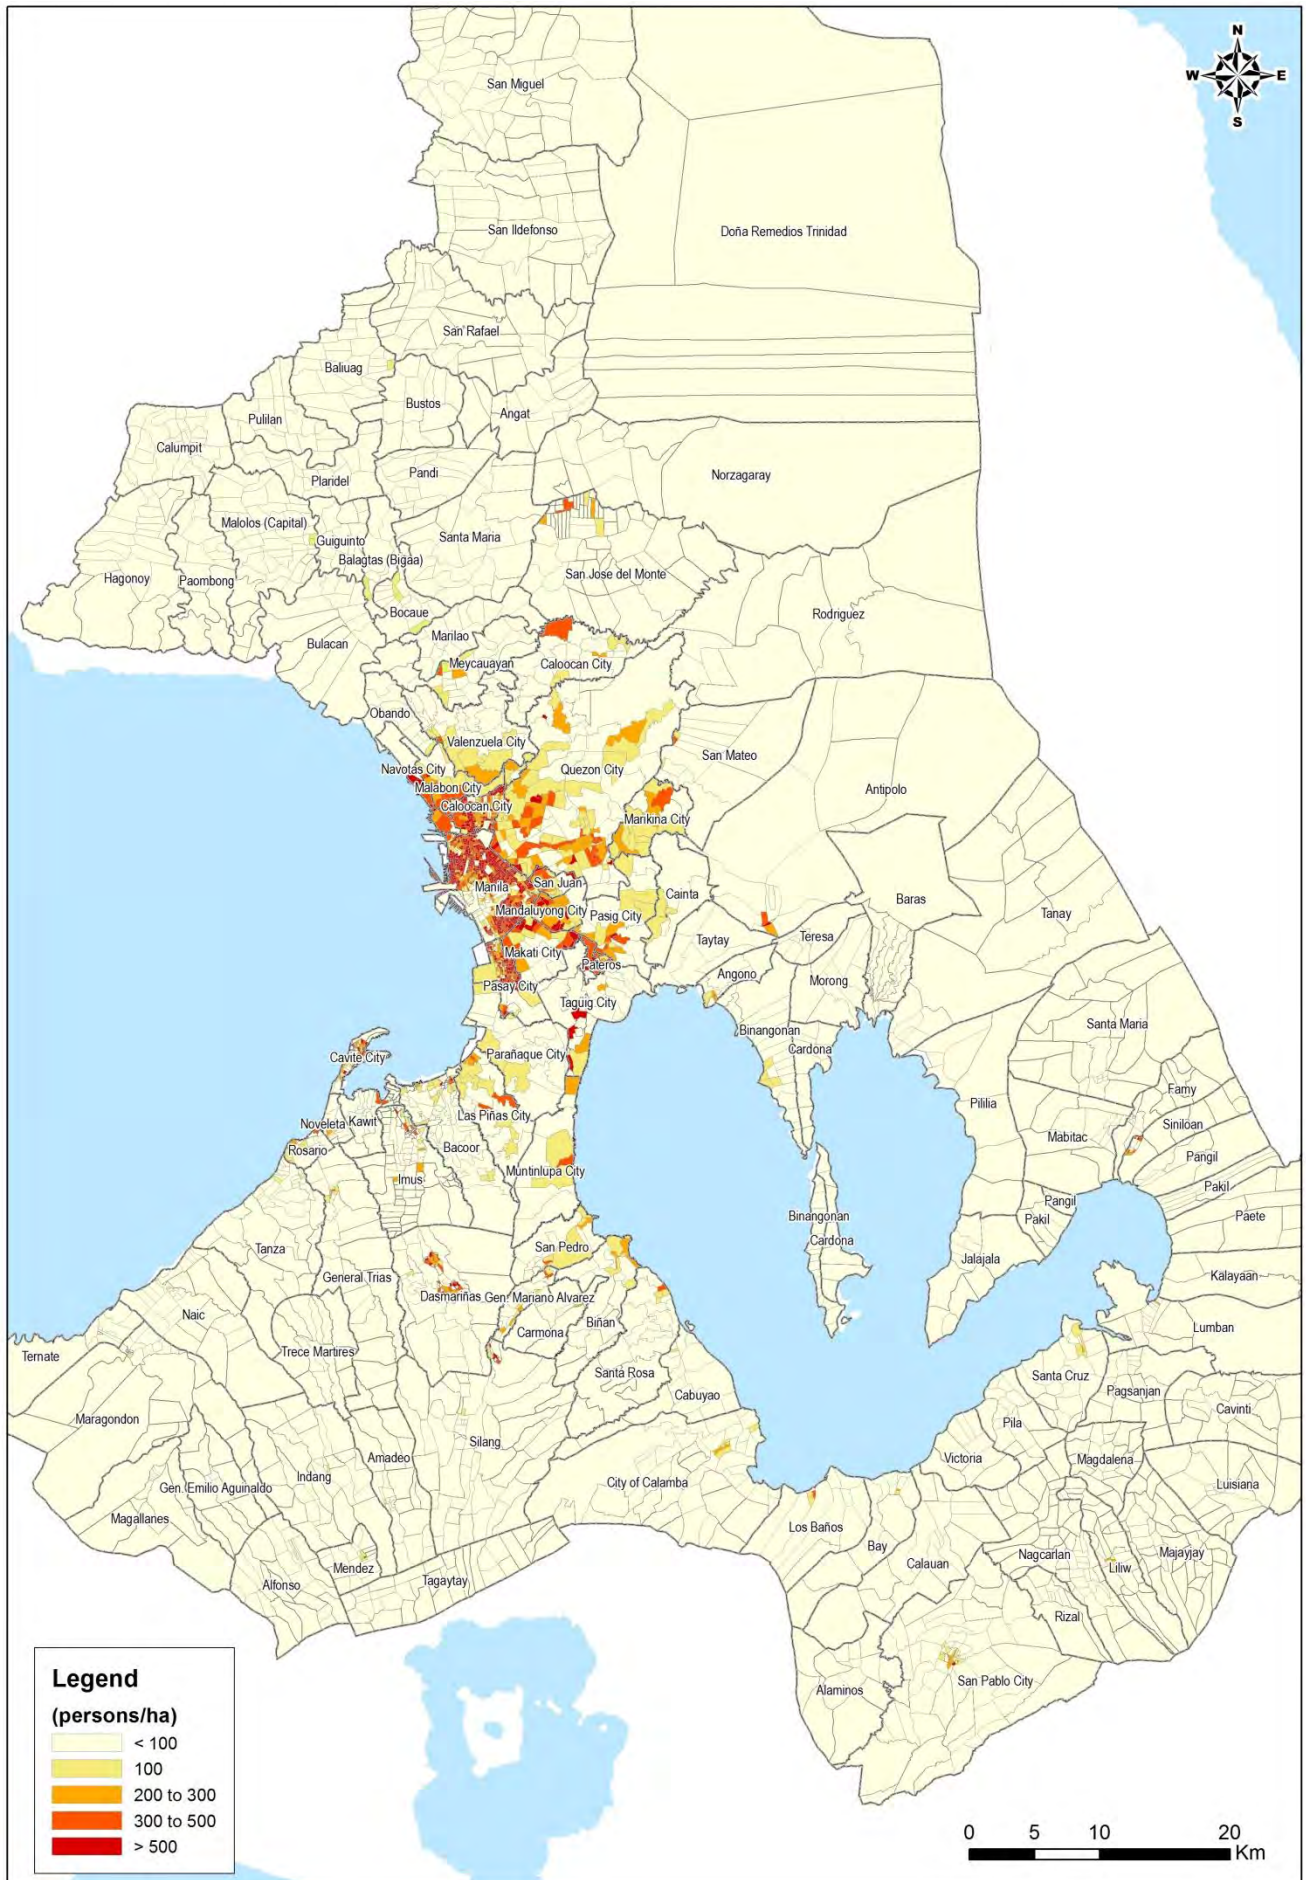 N
W E
S
San Miguel
San Ildefonso
Doña Remedios Trinidad
San Rafael
Baliuag
Bustos
Angat
Pulilan
Calumpit
Plaridel
Pandi
Norzagaray
Malolos (Capital)
Guiguinto
Santa Maria
Balagtas (Bigaa)
San Jose del Monte
Hagonoy
Paombong
Bocaue
Rodriguez
Bulacan
Marilao
Meycauayan
Caloocan City
Obando
Valenzuela City
San Mateo
Navotas City
Quezon City
Malabon City
Antipolo
Caloocan City
Marikina City
Manila
San Juan
Cainta
Baras
Mandaluyong City
Pasig City
Tanay
Taytay
Teresa
Makati City
Pateros
Angono
Morong
Pasay City
Taguig City
Santa Maria
Binangonan
Cardona
Cavite City
Parañaque City
Famy
Pililia
Las Piñas City
Noveleta
Kawit
Siniloan
Mabitac
Rosario
Bacoor
Pangil
Imus
Muntinlupa City
Pakil
Pangil
Binangonan
Pakil
Paete
Cardona
Tanza
San Pedro
Jalajala
General Trias
Kalayaan
Dasmariñas
Gen. Mariano Alvarez
Naic
Biñan
Carmona
Lumban
Ternate
Trece Martires
Santa Rosa
Santa Cruz
Cabuyao
Pagsanjan
Maragondon
Cavinti
Pila
Silang
Amadeo
Victoria
Magdalena
Indang
City of Calamba
Gen. Emilio Aguinaldo
Luisiana
Magallanes
Los Baños
Bay
Nagcarlan
Majayjay
Calauan
Liliw
Mendez
Tagaytay
Alfonso
Rizal
San Pablo City
Alaminos
Legend
(persons/ha)
< 100
100
200 to 300
300 to 500
> 500
0 5 10 20
Km